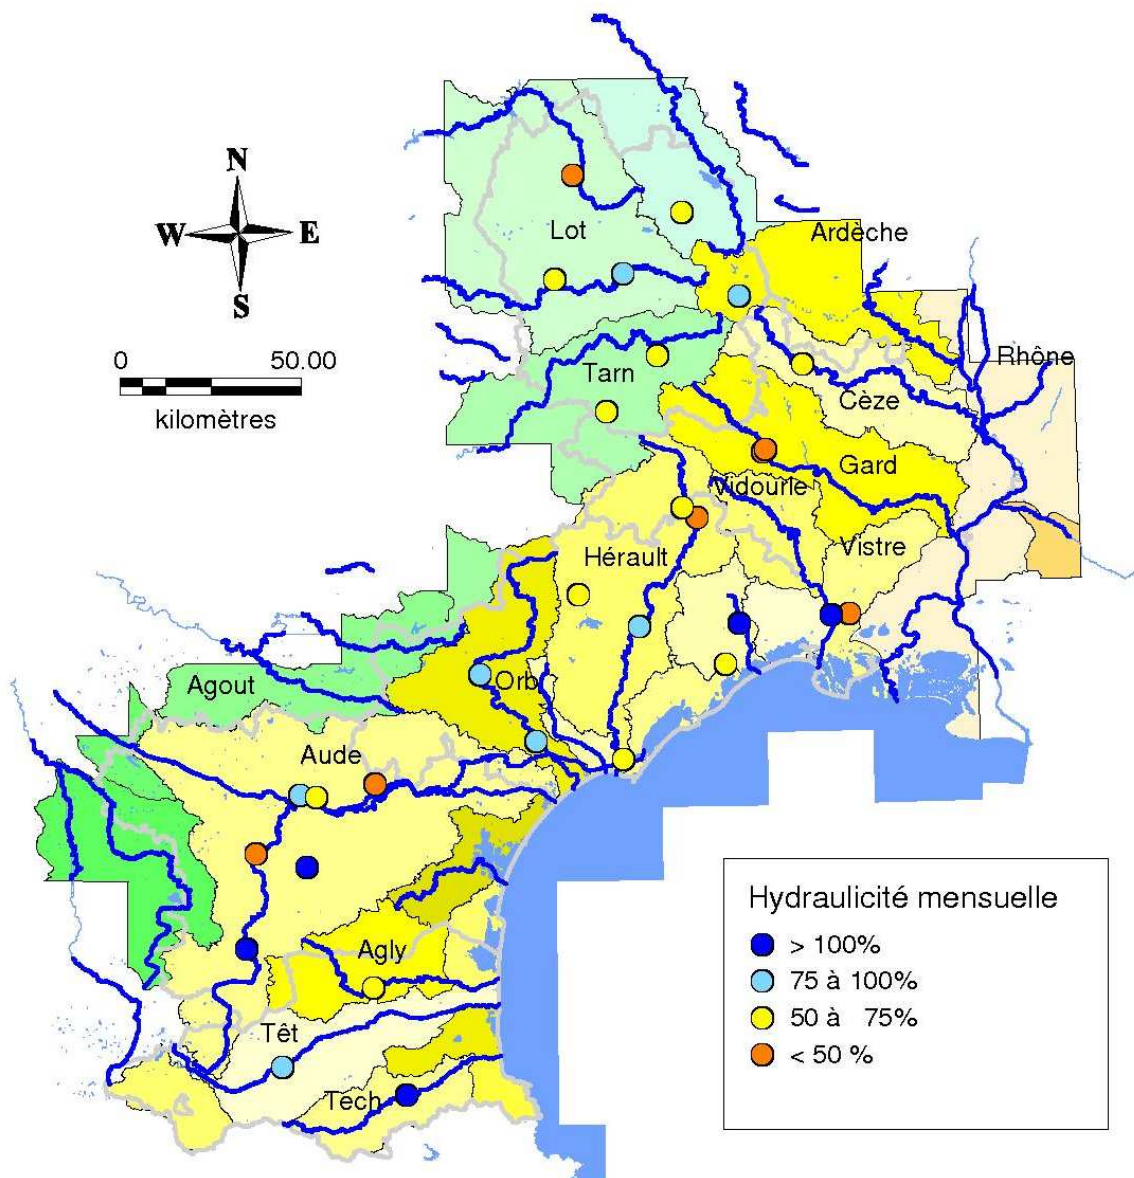 N
W E
S
0 50.00
kilomètres
Lot
Ardèche
Tarn
Rhône
Cèze
Gard
Vidourle
Vistre
Hérault
Orb
Agout
Aude
Agly
Têt
Tech
Hydraulicité mensuelle
> 100%
75 à 100%
50 à 75%
< 50 %